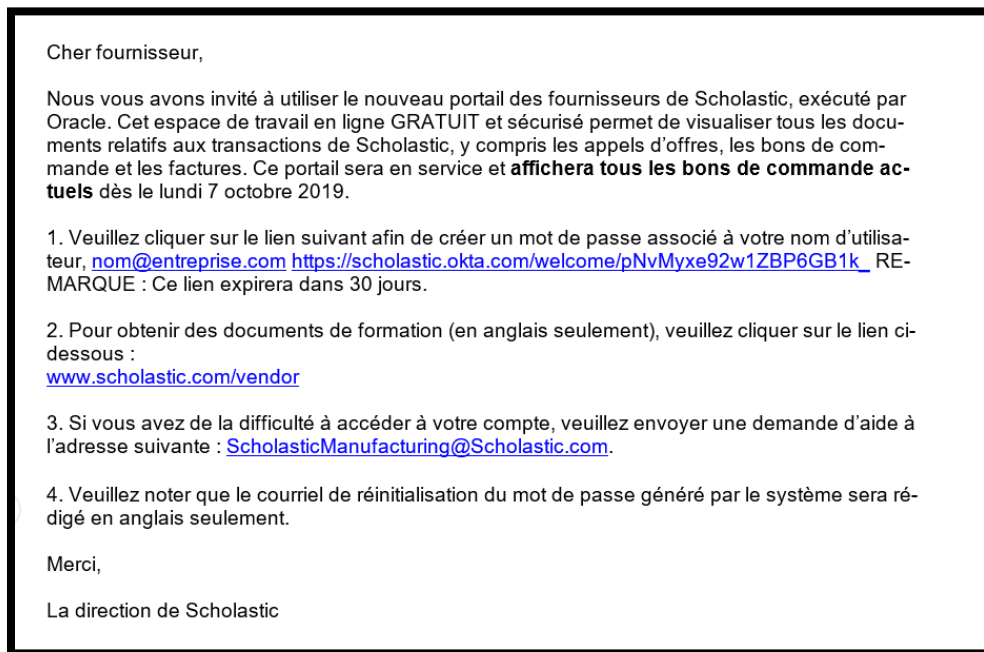 Cher fournisseur,
Nous vous avons invité à utiliser le nouveau portail des fournisseurs de Scholastic, exécuté par
Oracle. Cet espace de travail en ligne GRATUIT et sécurisé permet de visualiser tous les docu-
ments relatifs aux transactions de Scholastic, y compris les appels d'offres, les bons de com-
mande et les factures. Ce portail sera en service et affichera tous les bons de commande ac-
tuels dès le lundi 7 octobre 2019.
1. Veuillez cliquer sur le lien suivant afin de créer un mot de passe associé à votre nom d'utilisa-
teur, nom@entreprise.com https://scholastic.okta.com/welcome/pNvMyxe92w1ZBP6GB1k_ RE-
MARQUE : Ce lien expirera dans 30 jours.
2. Pour obtenir des documents de formation (en anglais seulement), veuillez cliquer sur le lien ci-
dessous :
www.scholastic.com/vendor
3. Si vous avez de la difficulté à accéder à votre compte, veuillez envoyer une demande d'aide à
l'adresse suivante : ScholasticManufacturing@Scholastic.com.
4. Veuillez noter que le courriel de réinitialisation du mot de passe généré par le système sera ré-
digé en anglais seulement.
Merci,
La direction de Scholastic